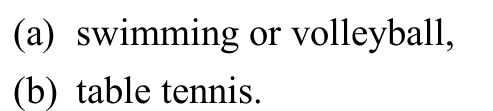 (a) swimming or volleyball,
(b) table tennis.